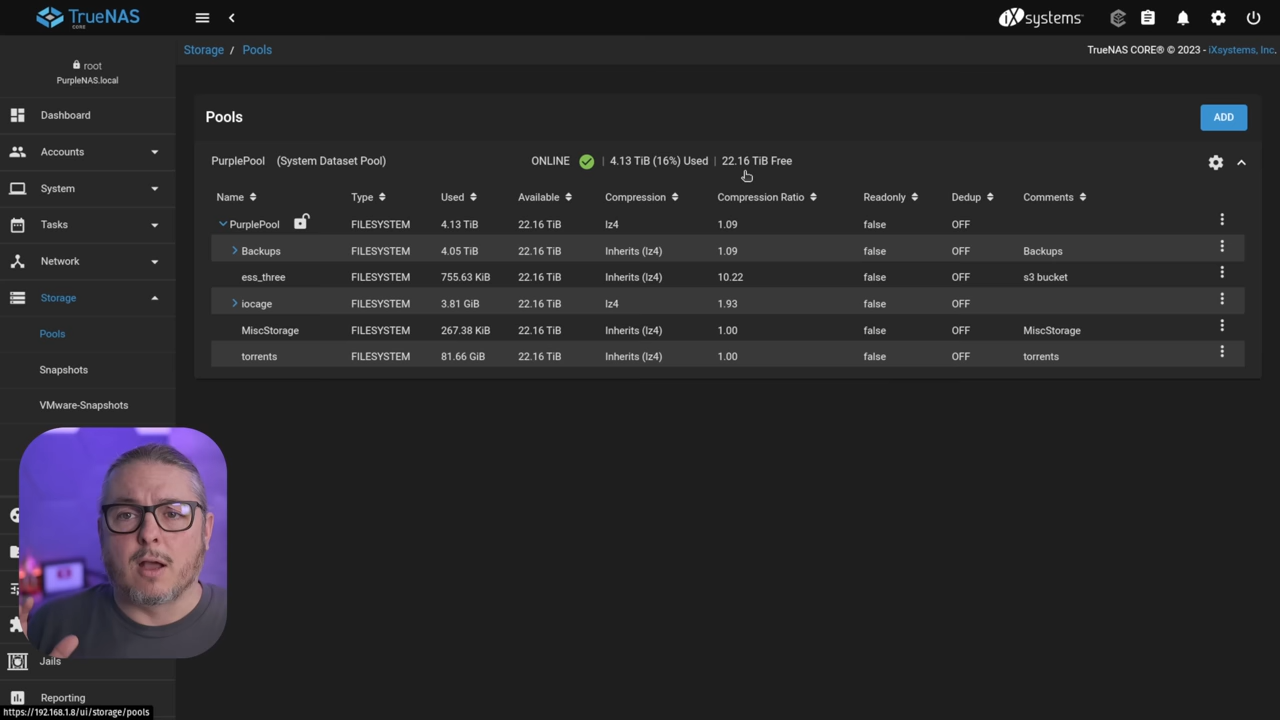 TrueNAS
CORE
iXsystems
Storage / Pools
TrueNAS CORE® © 2023 - iXsystems, Inc.
root
PurpleNAS.local
Dashboard
Accounts
System
Tasks
Network
Storage
Pools
Snapshots
VMware-Snapshots
Jails
Reporting
Pools
ADD
PurplePool (System Dataset Pool) ONLINE | 4.13 TiB (16%) Used | 22.16 TiB Free
Name Type Used Available Compression Compression Ratio Readonly Dedup Comments
PurplePool FILESYSTEM 4.13 TiB 22.16 TiB lz4 1.09 false OFF
Backups FILESYSTEM 4.05 TiB 22.16 TiB Inherits (lz4) 1.09 false OFF Backups
ess_three FILESYSTEM 755.63 KiB 22.16 TiB Inherits (lz4) 10.22 false OFF s3 bucket
iocage FILESYSTEM 3.81 GiB 22.16 TiB lz4 1.93 false OFF
MiscStorage FILESYSTEM 267.38 KiB 22.16 TiB Inherits (lz4) 1.00 false OFF MiscStorage
torrents FILESYSTEM 81.66 GiB 22.16 TiB Inherits (lz4) 1.00 false OFF torrents
https://192.168.1.8/ui/storage/pools